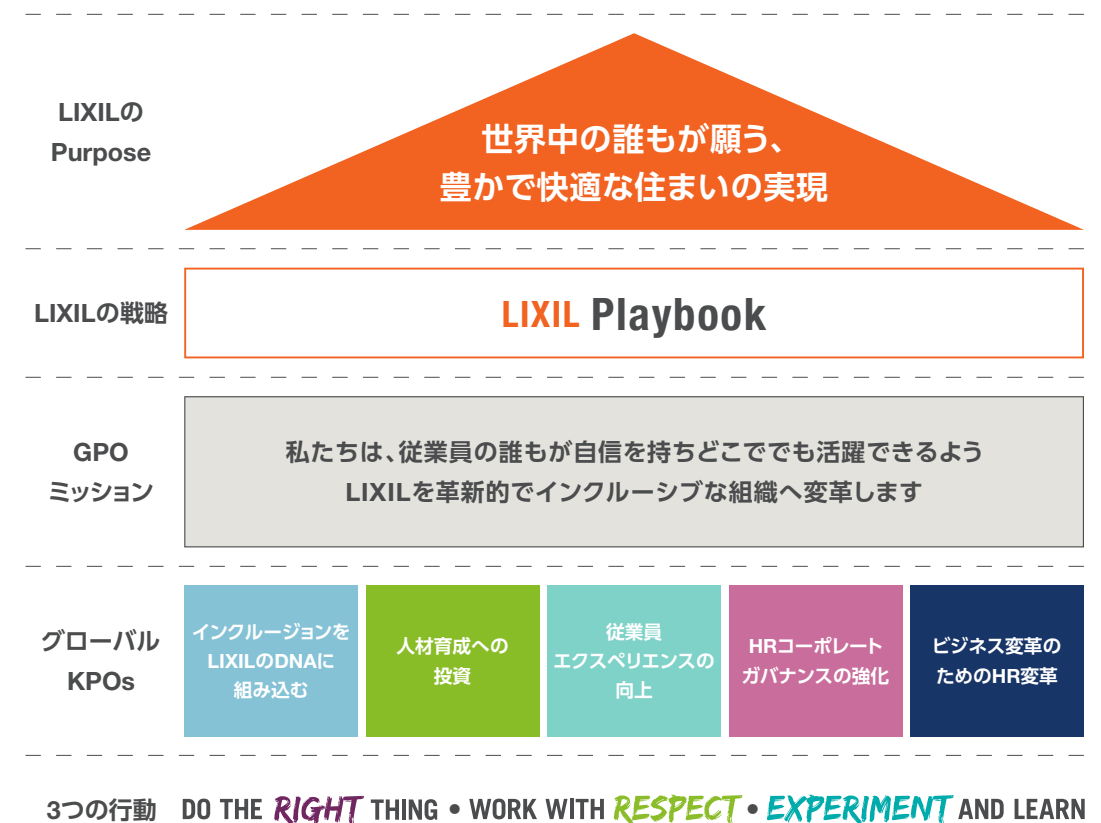 LIXILの
Purpose
世界中の誰もが願う、
豊かで快適な住まいの実現
LIXILの戦略
LIXIL Playbook
GPO
ミッション
私たちは、従業員の誰もが自信を持ちどこででも活躍できるよう
LIXILを革新的でインクルーシブな組織へ変革します
グローバル
KPOs
インクルージョンを
LIXILのDNAに
組み込む
人材育成への
投資
従業員
エクスペリエンスの
向上
HRコーポレート
ガバナンスの強化
ビジネス変革の
ためのHR変革
3つの行動
DO THE RIGHT THING • WORK WITH RESPECT • EXPERIMENT AND LEARN